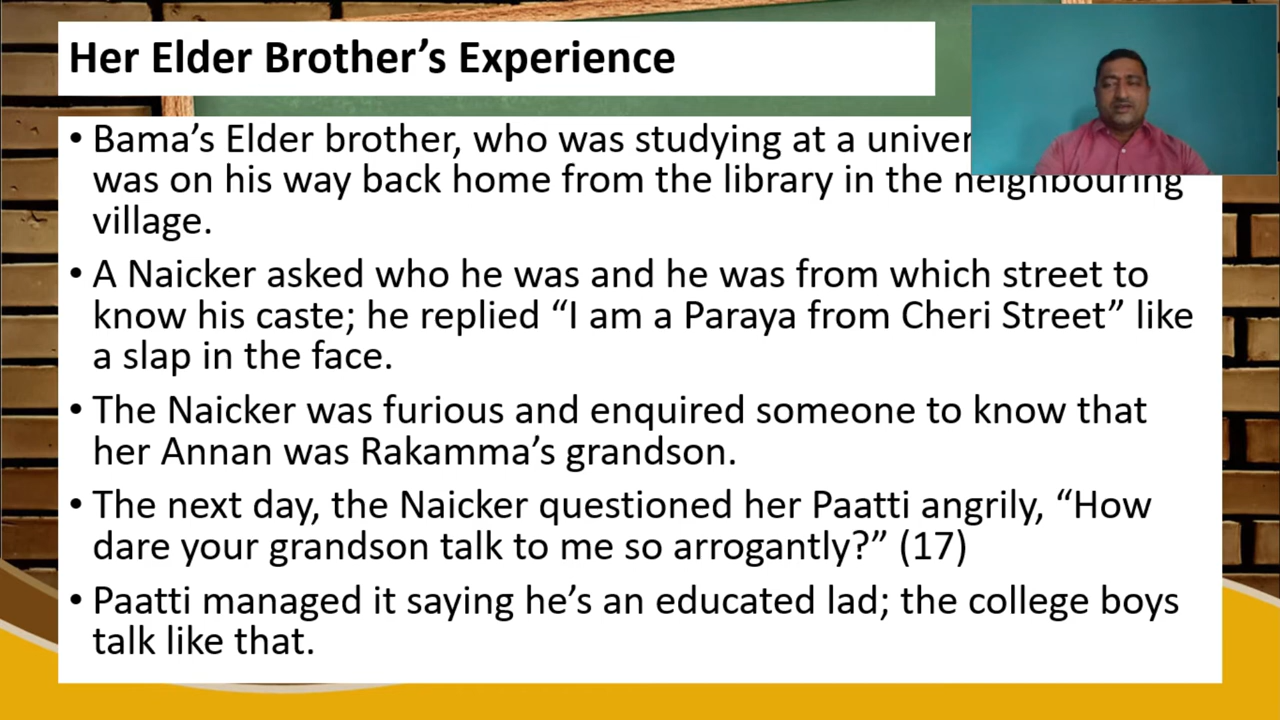 Her Elder Brother’s Experience
• Bama’s Elder brother, who was studying at a
was on his way back home from the library in the neighbouring
village.
• A Naicker asked who he was and he was from which street to
know his caste; he replied “I am a Paraya from Cheri Street” like
a slap in the face.
• The Naicker was furious and enquired someone to know that
her Annan was Rakamma’s grandson.
• The next day, the Naicker questioned her Paatti angrily, “How
dare your grandson talk to me so arrogantly?” (17)
• Paatti managed it saying he’s an educated lad; the college boys
talk like that.